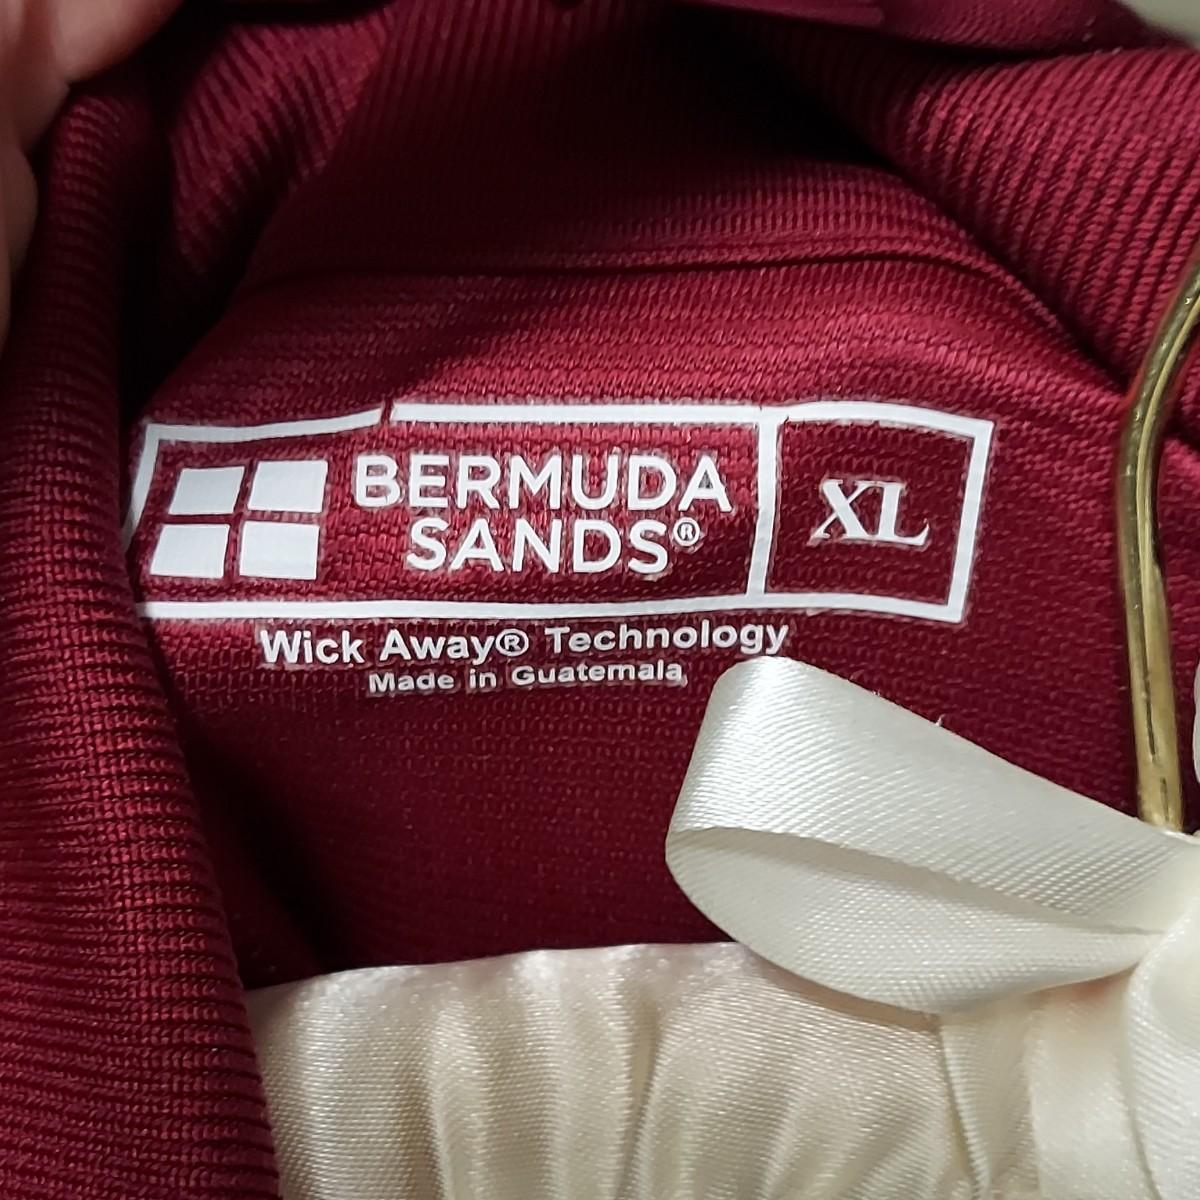 BERMUDA
SANDS®
XL
Wick Away® Technology
Made in Guatemala